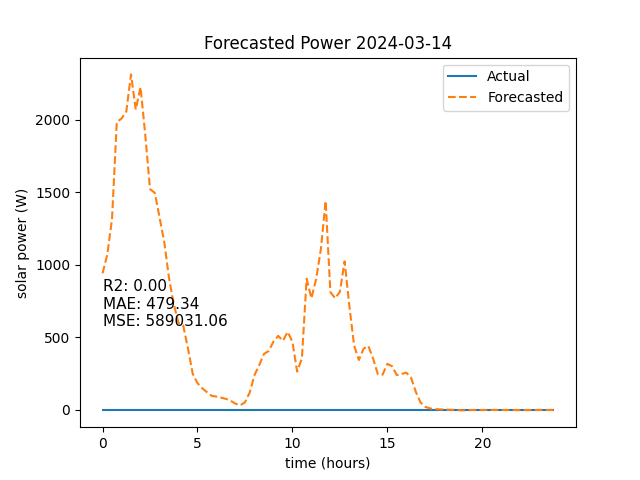 Forecasted Power 2024-03-14
Actual
Forecasted
solar power (W)
2000
1500
1000
500
0
R2: 0.00
MAE: 479.34
MSE: 589031.06
0 5 10 15 20
time (hours)